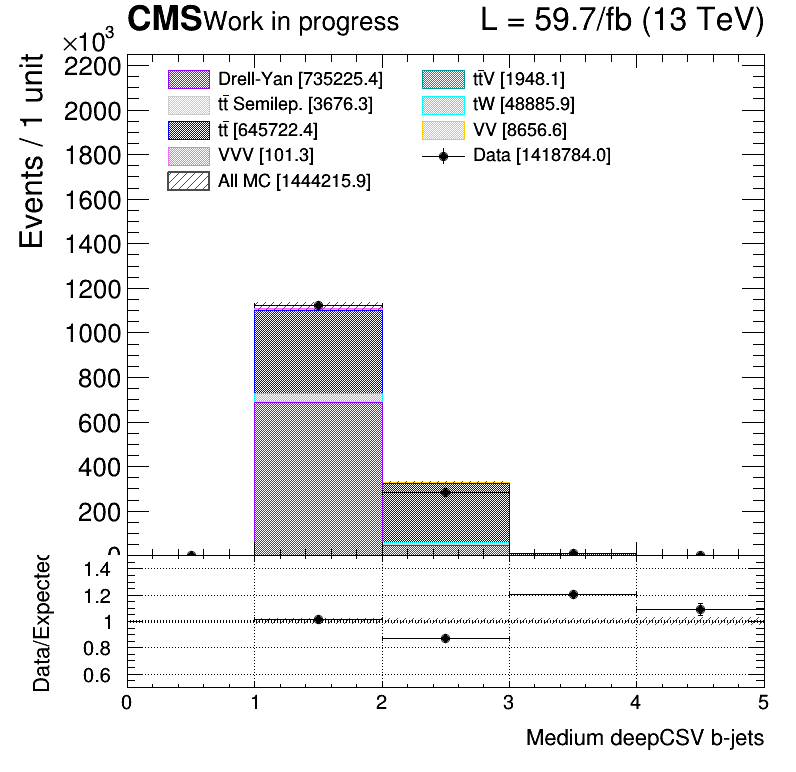 CMS Work in progress L = 59.7/fb (13 TeV)
×10³
Events / 1 unit
2200
2000
1800
1600
1400
1200
1000
800
600
400
200
0
Drell-Yan [735225.4]
tt̄ Semilep. [3676.3]
tt̄ [645722.4]
VVV [101.3]
All MC [1444215.9]
tt̄V [1948.1]
tW [48885.9]
VV [8656.6]
Data [1418784.0]
Data/Expected
1.4
1.2
1
0.8
0.6
0 1 2 3 4 5
Medium deepCSV b-jets